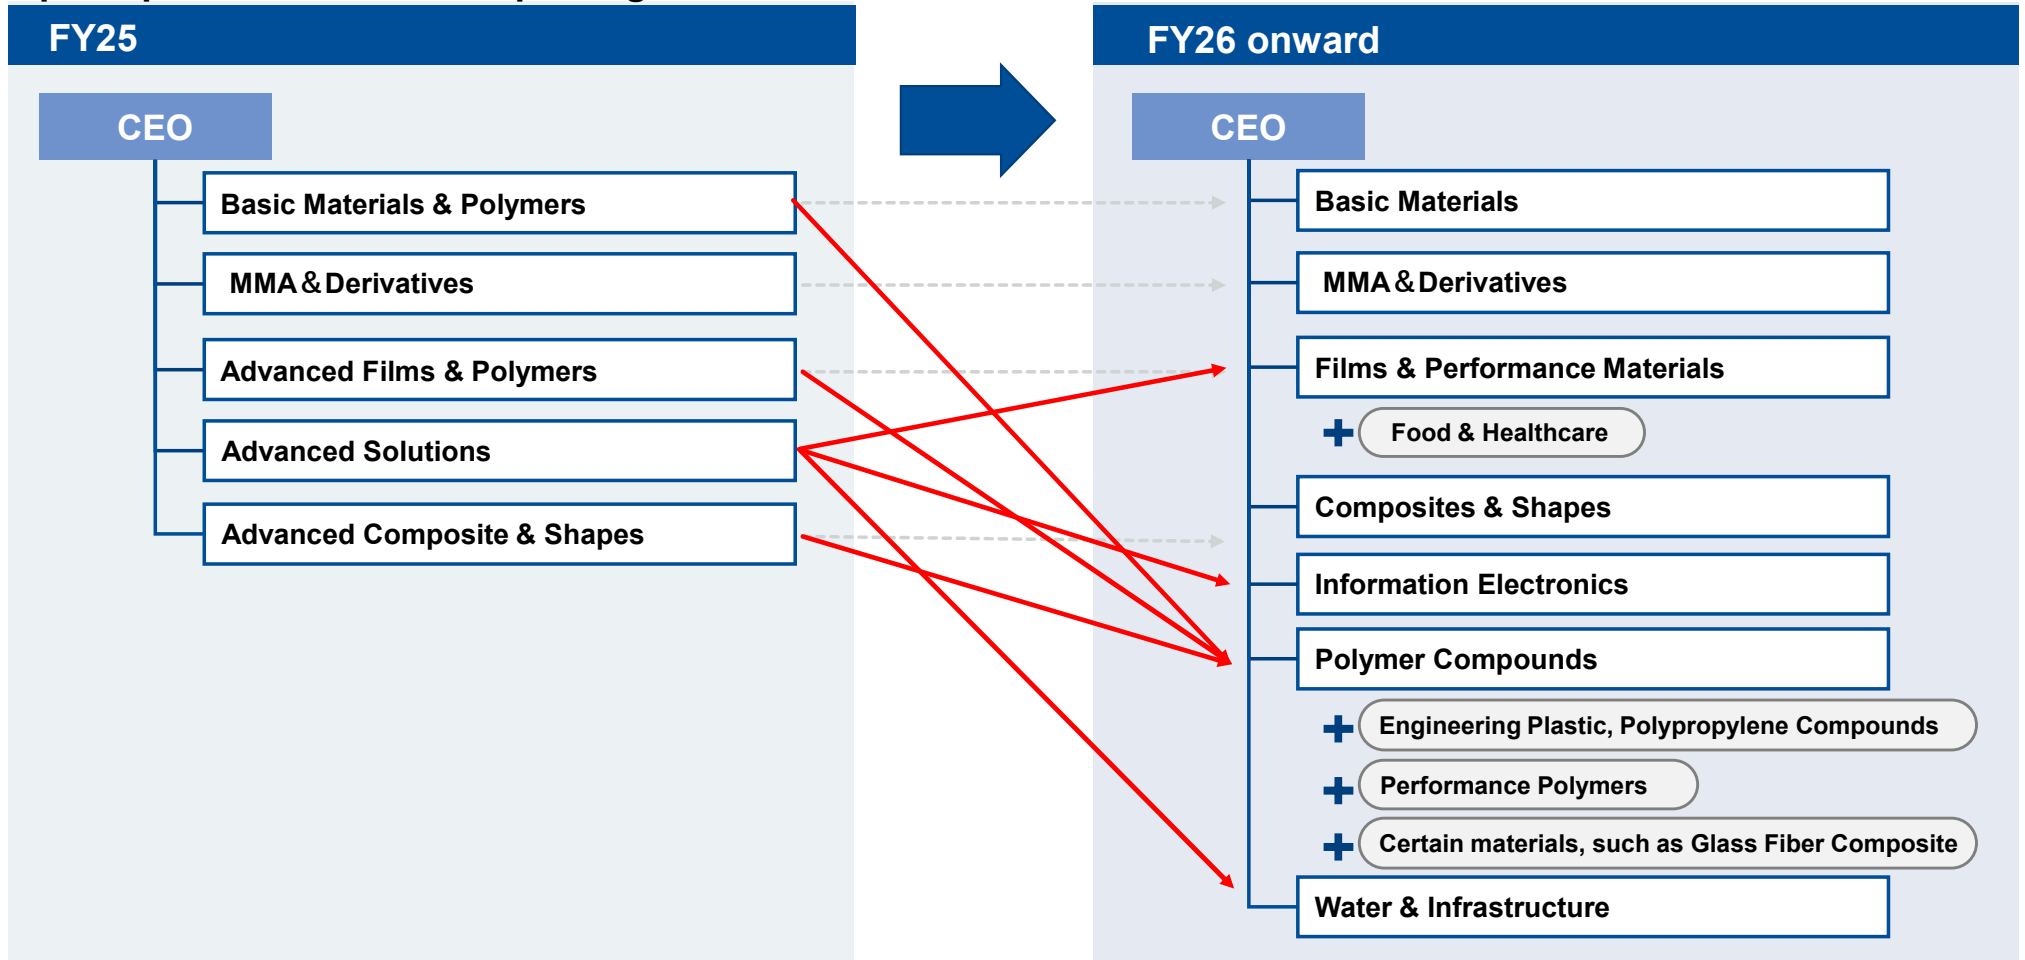 FY25
CEO
Basic Materials & Polymers
MMA＆Derivatives
Advanced Films & Polymers
Advanced Solutions
Advanced Composite & Shapes
FY26 onward
CEO
Basic Materials
MMA＆Derivatives
Films & Performance Materials
Food & Healthcare
Composites & Shapes
Information Electronics
Polymer Compounds
Engineering Plastic, Polypropylene Compounds
Performance Polymers
Certain materials, such as Glass Fiber Composite
Water & Infrastructure